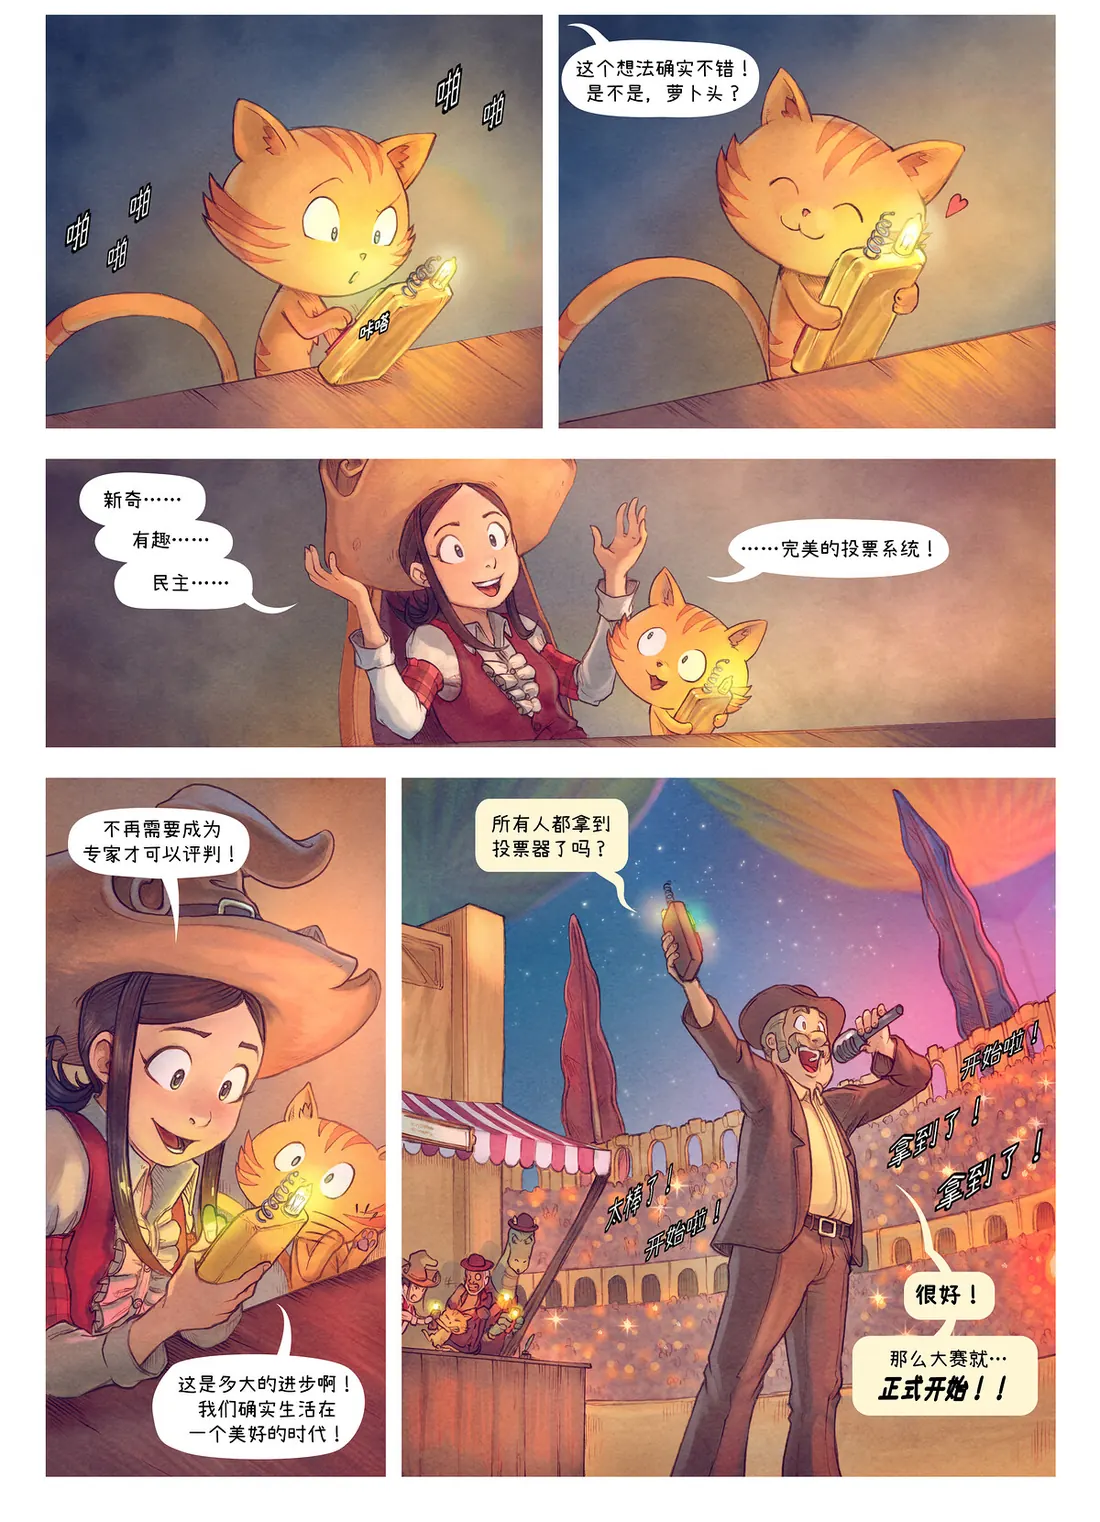 啪
啪
啪
啪
啪
咔嗒
这个想法确实不错！
是不是，萝卜头？
新奇……
有趣……
民主……
……完美的投票系统！
不再需要成为
专家才可以评判！
这是多大的进步啊！
我们确实生活在
一个美好的时代！
所有人都拿到
投票器了吗？
太棒了！
开始啦！
开始啦！
拿到了！
拿到了！
很好！
那么大赛就…
正式开始！！